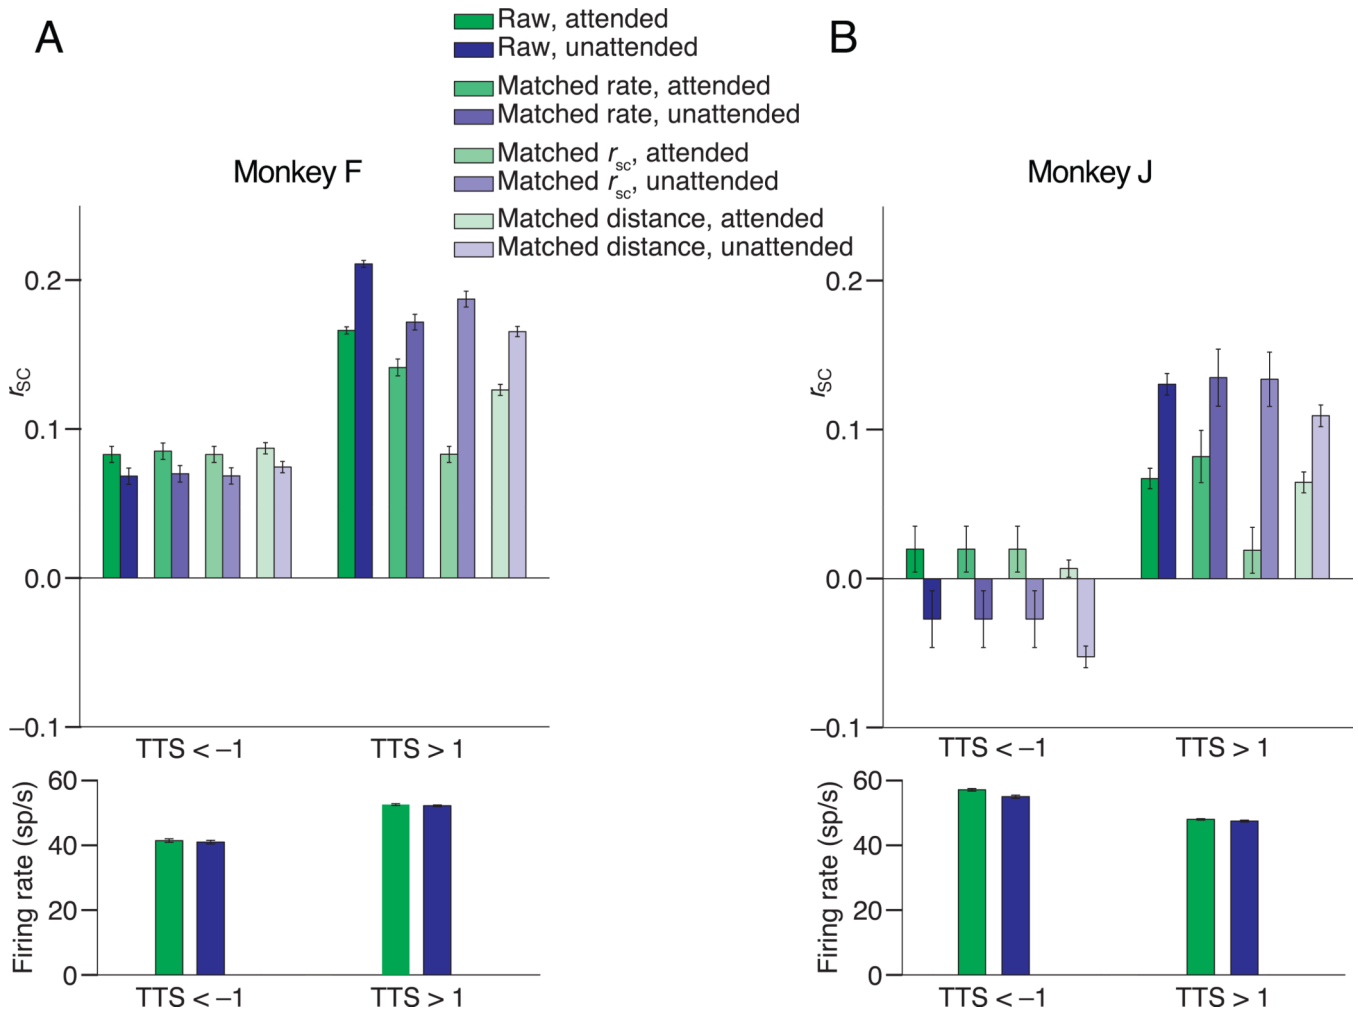 A
B
Raw, attended
Raw, unattended
Matched rate, attended
Matched rate, unattended
Matched rsc, attended
Matched rsc, unattended
Matched distance, attended
Matched distance, unattended
Monkey F
0.2
0.1
0.0
–0.1
rSC
TTS < –1 TTS > 1
60
40
20
0
Firing rate (sp/s)
TTS < –1 TTS > 1
Monkey J
0.2
0.1
0.0
–0.1
rSC
TTS < –1 TTS > 1
60
40
20
0
Firing rate (sp/s)
TTS < –1 TTS > 1